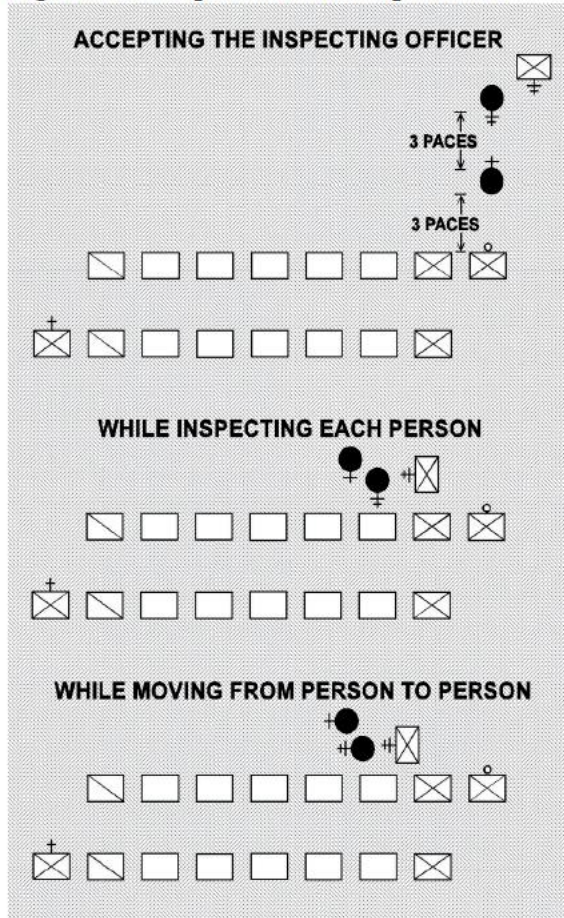 ACCEPTING THE INSPECTING OFFICER
3 PACES
3 PACES
WHILE INSPECTING EACH PERSON
WHILE MOVING FROM PERSON TO PERSON